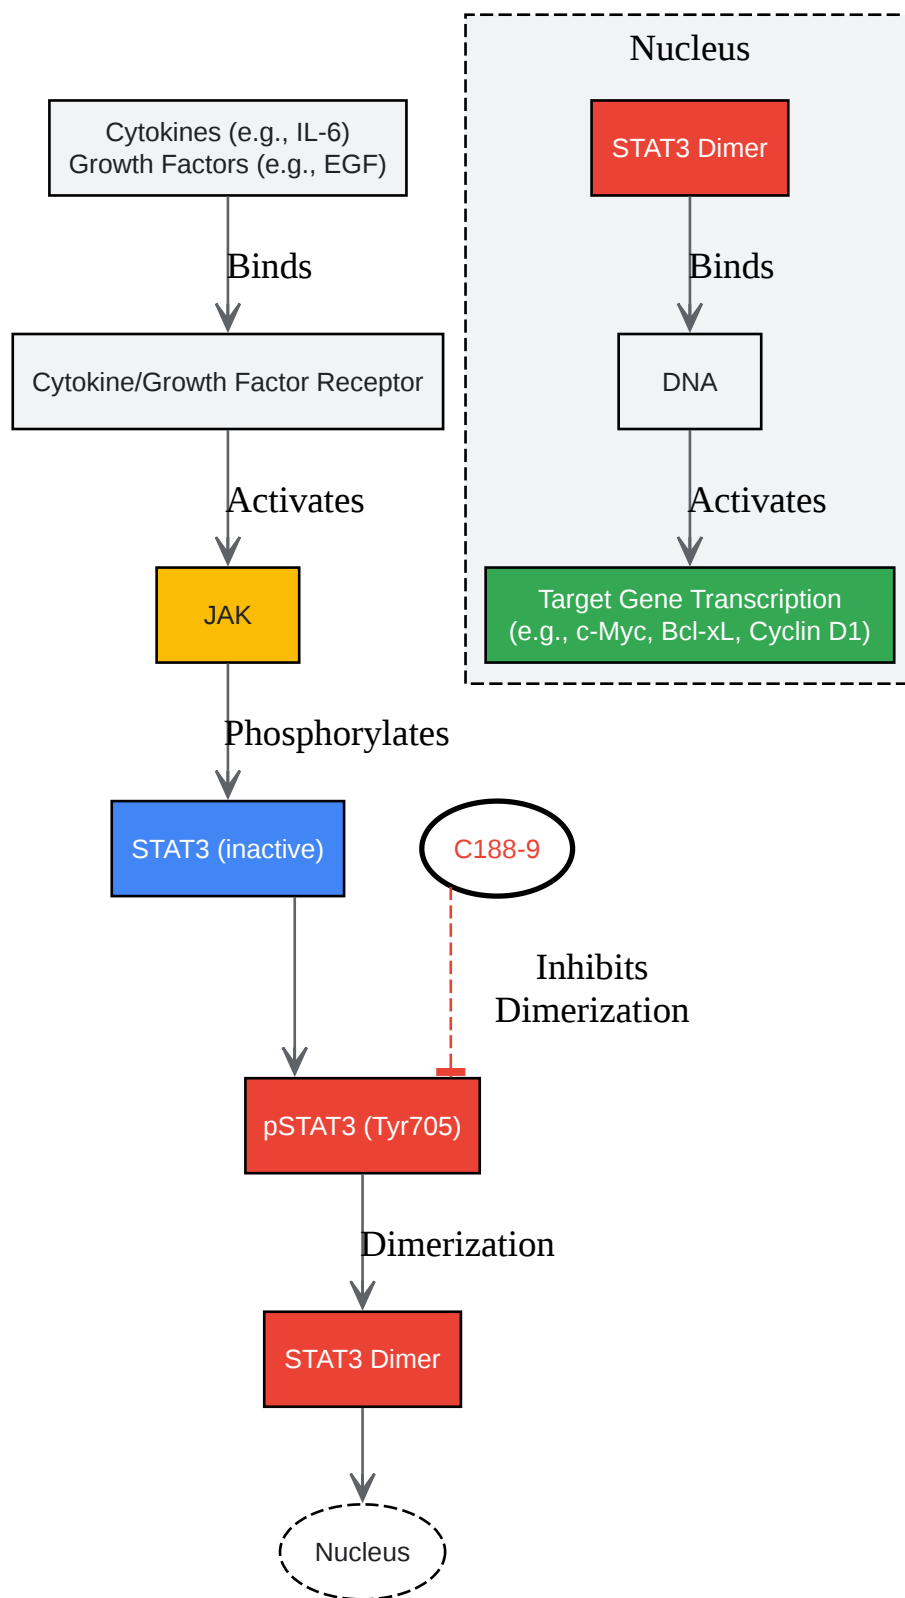 Cytokines (e.g., IL-6)
Growth Factors (e.g., EGF)
Binds
Cytokine/Growth Factor Receptor
Activates
JAK
Phosphorylates
STAT3 (inactive)
C188-9
Inhibits
Dimerization
pSTAT3 (Tyr705)
Dimerization
STAT3 Dimer
Nucleus
Nucleus
STAT3 Dimer
Binds
DNA
Activates
Target Gene Transcription
(e.g., c-Myc, Bcl-xL, Cyclin D1)